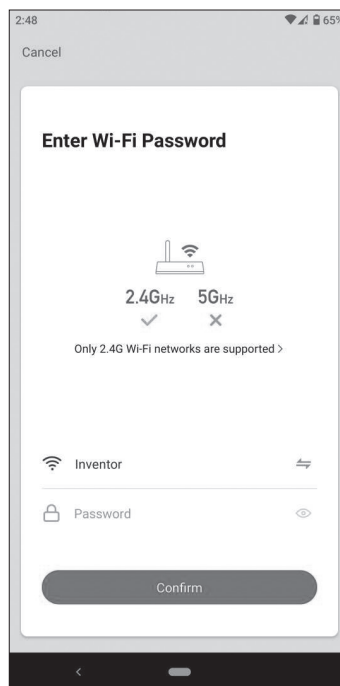 2:48 65%
Cancel
Enter Wi-Fi Password
2.4GHz 5GHz
Only 2.4G Wi-Fi networks are supported >
Inventor
Password
Confirm